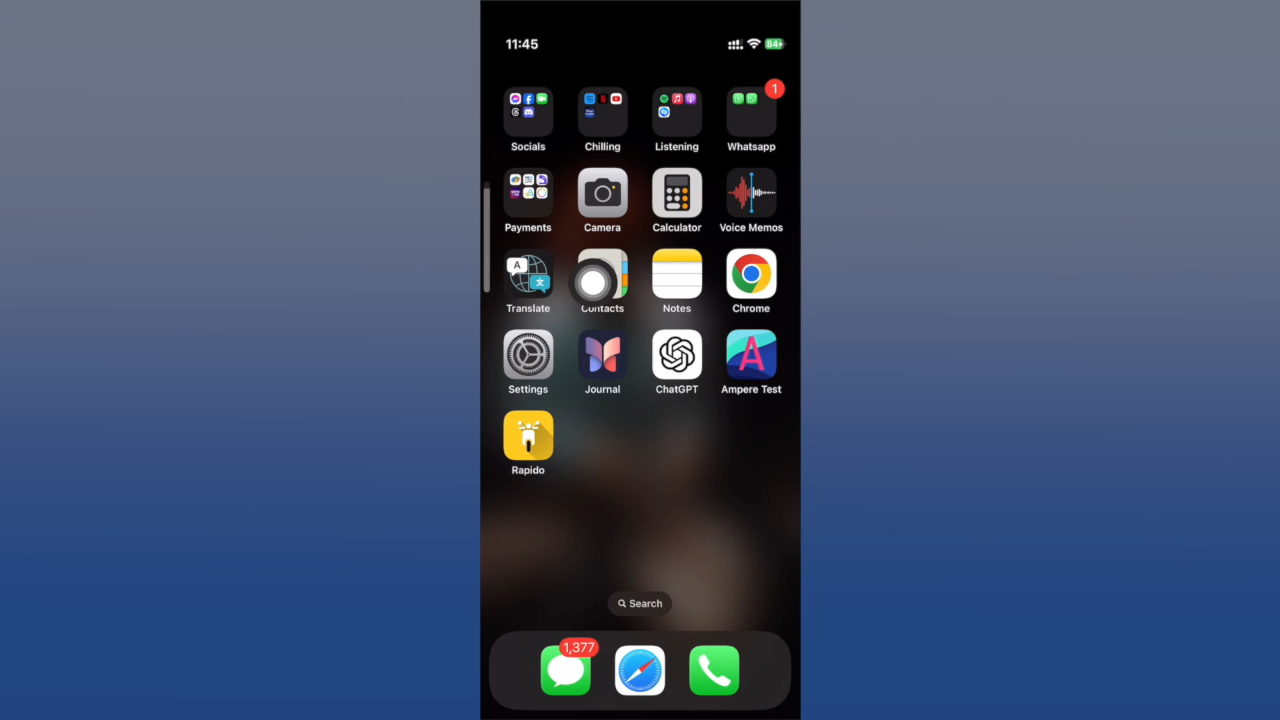 11:45
84
1
Socials Chilling Listening Whatsapp
Payments Camera Calculator Voice Memos
A
Translate Contacts Notes Chrome
Settings Journal ChatGPT Ampere Test
A
Rapido
Search
1,377